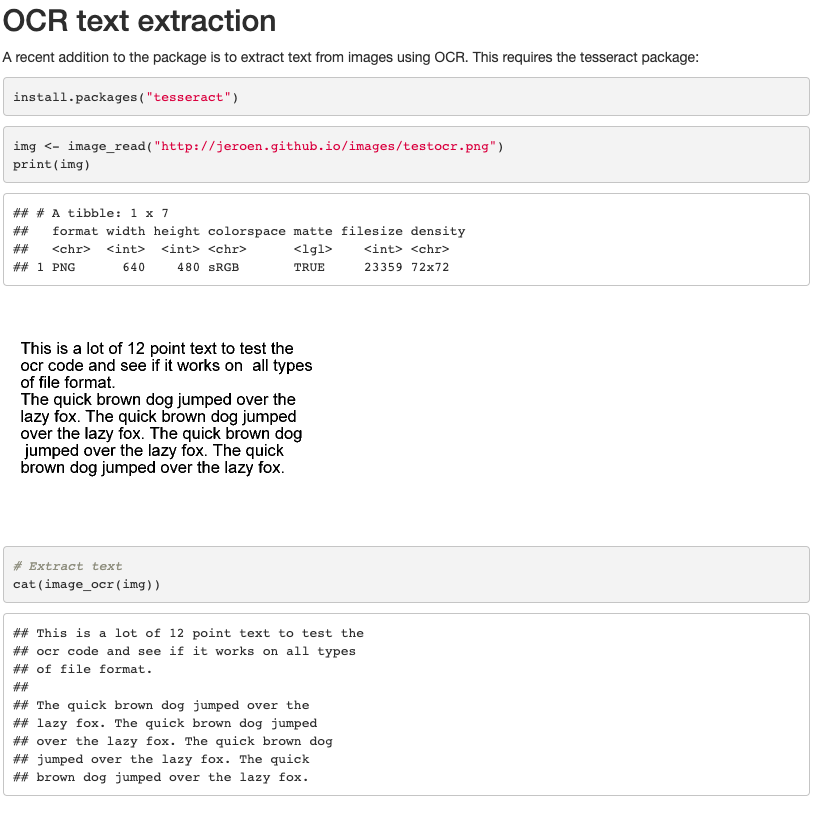 OCR text extraction
A recent addition to the package is to extract text from images using OCR. This requires the tesseract package:
install.packages("tesseract")
img <- image_read("http://jeroen.github.io/images/testocr.png")
print(img)
## # A tibble: 1 x 7
##   format width height colorspace matte filesize density
##   <chr>  <int>  <int> <chr>      <lgl>    <int> <chr>
## 1 PNG      640    480 sRGB       TRUE     23359 72x72
This is a lot of 12 point text to test the
ocr code and see if it works on  all types
of file format.
The quick brown dog jumped over the
lazy fox. The quick brown dog jumped
over the lazy fox. The quick brown dog
jumped over the lazy fox. The quick
brown dog jumped over the lazy fox.
# Extract text
cat(image_ocr(img))
## This is a lot of 12 point text to test the
## ocr code and see if it works on all types
## of file format.
##
## The quick brown dog jumped over the
## lazy fox. The quick brown dog jumped
## over the lazy fox. The quick brown dog
## jumped over the lazy fox. The quick
## brown dog jumped over the lazy fox.